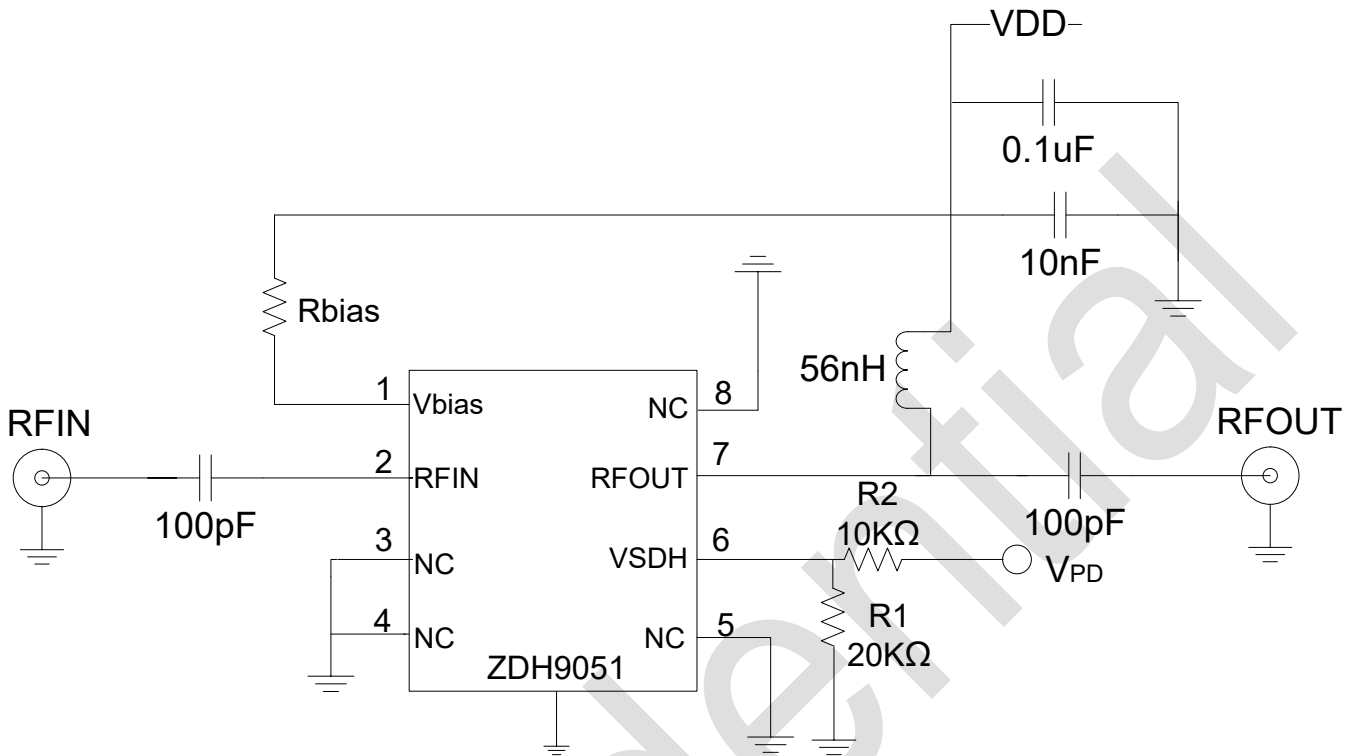 VDD
0.1uF
10nF
Rbias
56nH
1
Vbias
NC
8
RFIN
RFOUT
2
RFIN
RFOUT
7
100pF
R2
10KΩ
100pF
3
NC
VSDH
6
VPD
4
NC
NC
5
R1
20KΩ
ZDH9051